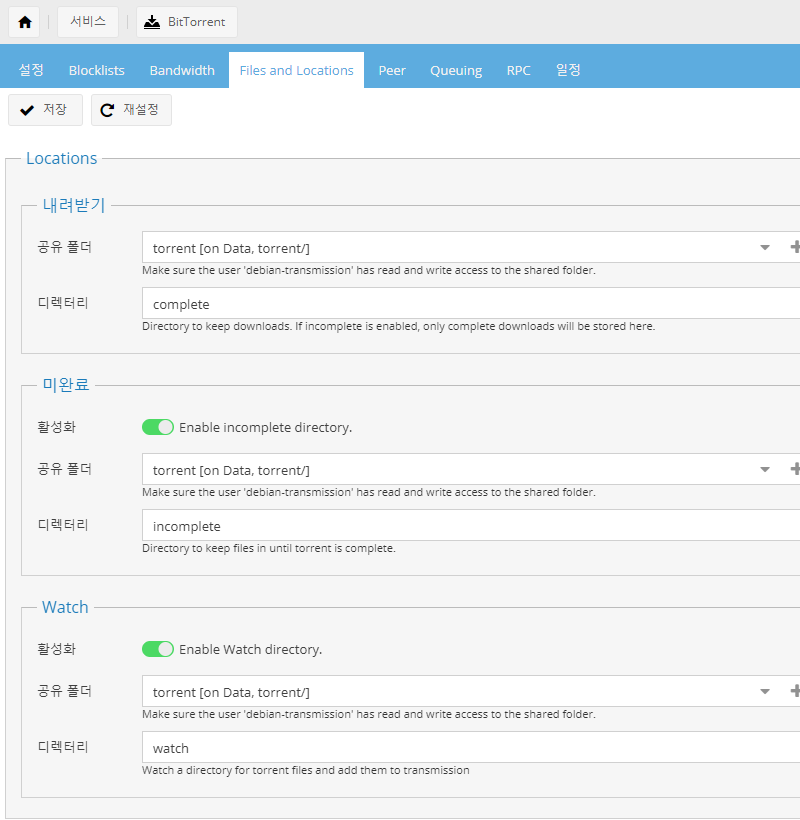 서비스 BitTorrent
설정 Blocklists Bandwidth Files and Locations Peer Queuing RPC 일정
저장 재설정
Locations
내려받기
공유 폴더 torrent [on Data, torrent/]
Make sure the user 'debian-transmission' has read and write access to the shared folder.
디렉터리 complete
Directory to keep downloads. If incomplete is enabled, only complete downloads will be stored here.
미완료
활성화 Enable incomplete directory.
공유 폴더 torrent [on Data, torrent/]
Make sure the user 'debian-transmission' has read and write access to the shared folder.
디렉터리 incomplete
Directory to keep files in until torrent is complete.
Watch
활성화 Enable Watch directory.
공유 폴더 torrent [on Data, torrent/]
Make sure the user 'debian-transmission' has read and write access to the shared folder.
디렉터리 watch
Watch a directory for torrent files and add them to transmission